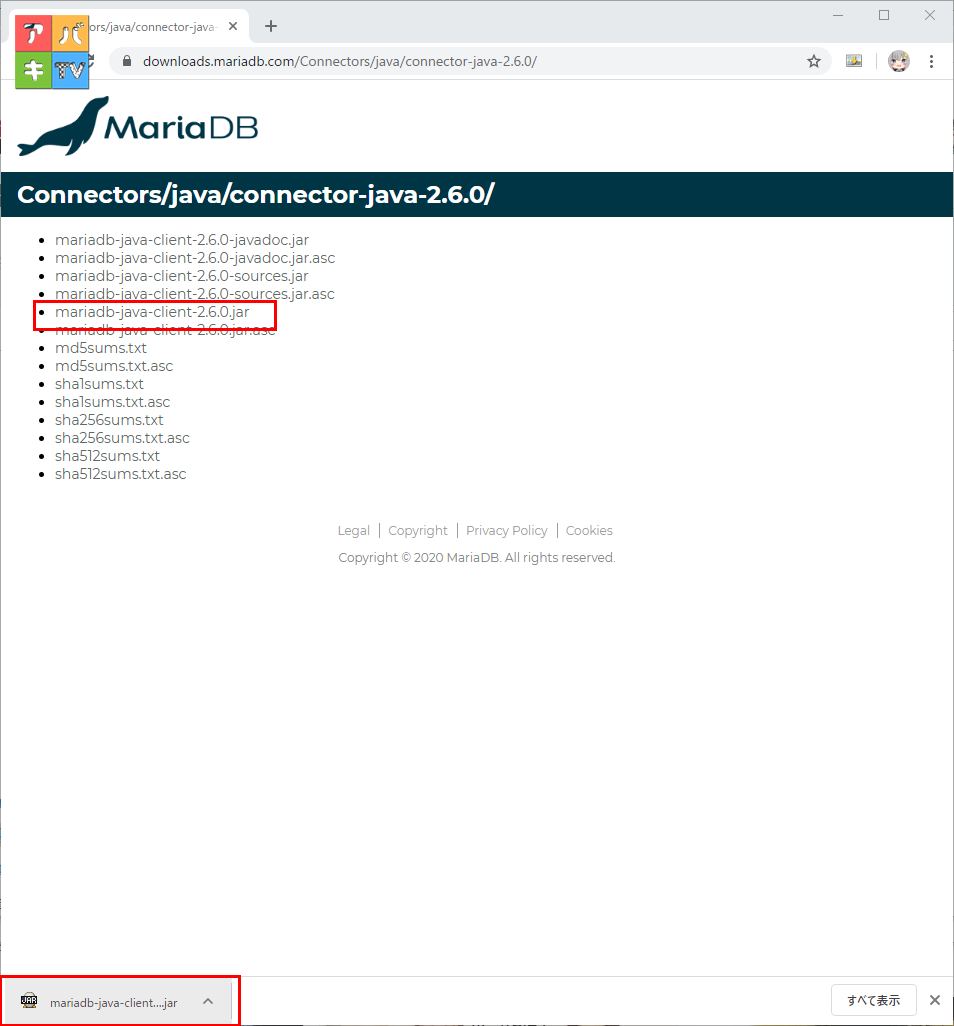 アバ
キTV
ors/java/connector-java-
downloads.mariadb.com/Connectors/java/connector-java-2.6.0/
MariaDB
Connectors/java/connector-java-2.6.0/
mariadb-java-client-2.6.0-javadoc.jar
mariadb-java-client-2.6.0-javadoc.jar.asc
mariadb-java-client-2.6.0-sources.jar
mariadb-java-client-2.6.0-sources.jar.asc
mariadb-java-client-2.6.0.jar
mariadb-java-client-2.6.0.jar.asc
md5sums.txt
md5sums.txt.asc
sha1sums.txt
sha1sums.txt.asc
sha256sums.txt
sha256sums.txt.asc
sha512sums.txt
sha512sums.txt.asc
Legal | Copyright | Privacy Policy | Cookies
Copyright © 2020 MariaDB. All rights reserved.
JAR mariadb-java-client....jar
すべて表示